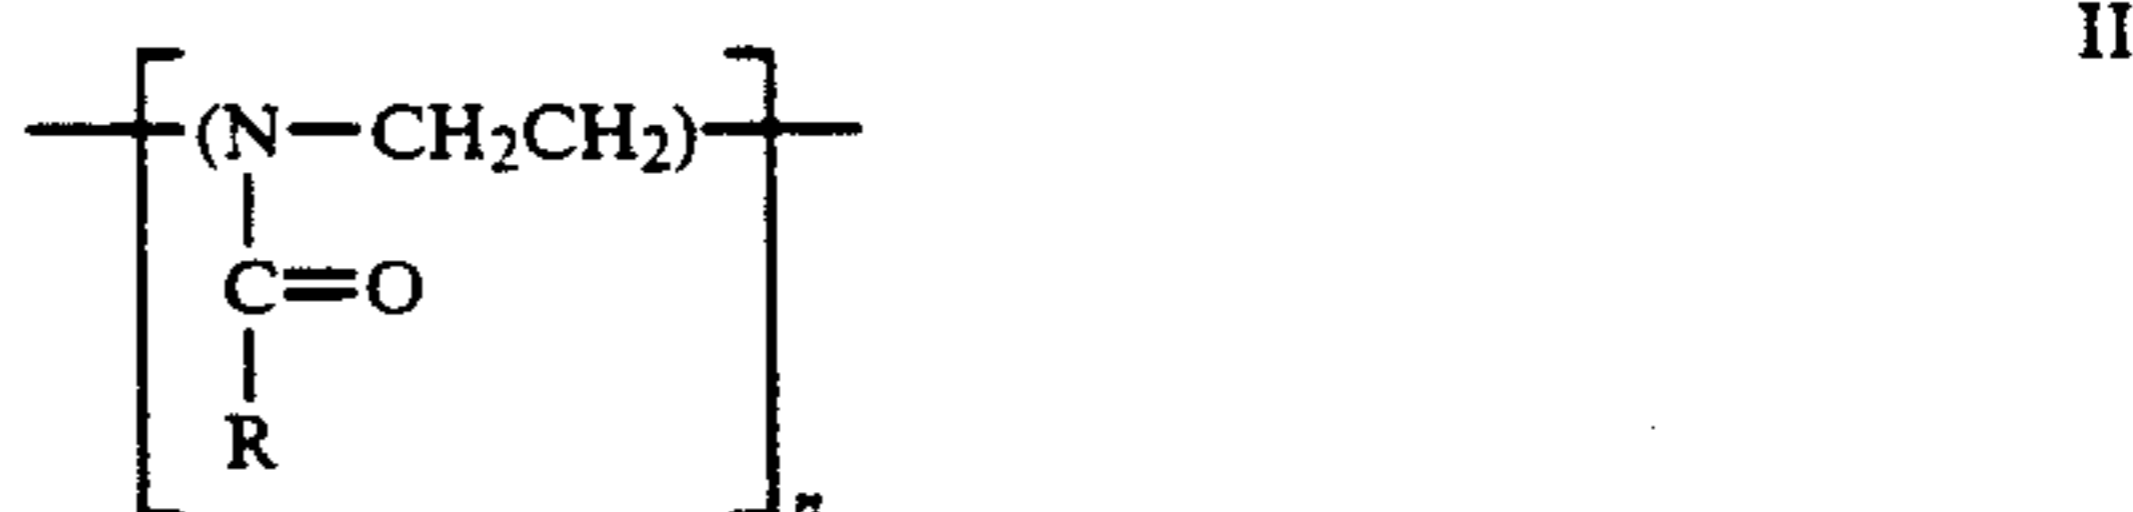 II
(N—CH₂CH₂)
C=O
R